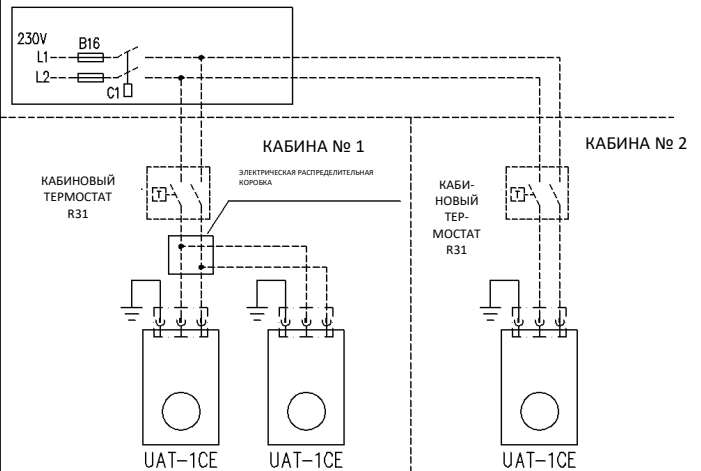 230V
L1
B16
L2
C1
КАБИНА № 1
КАБИНА № 2
КАБИНОВЫЙ
ТЕРМОСТАТ
R31
T
ЭЛЕКТРИЧЕСКАЯ РАСПРЕДЕЛИТЕЛЬНАЯ
КОРОБКА
КАБИ-
НОВЫЙ
ТЕР-
МОСТАТ
R31
T
UAT-1CE
UAT-1CE
UAT-1CE